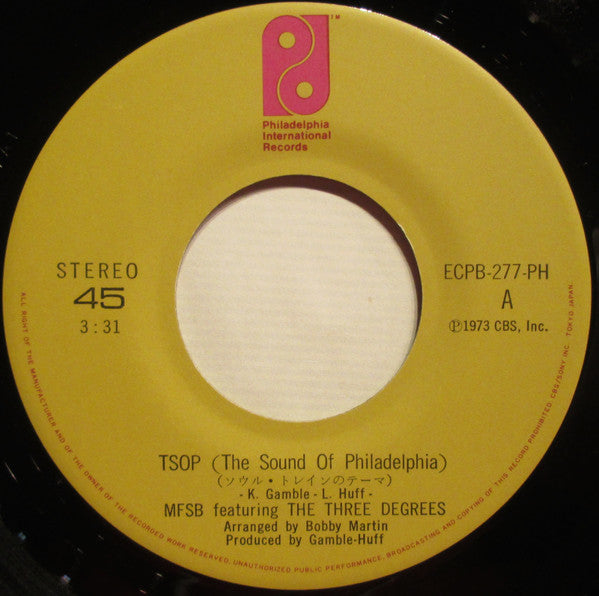 TM
Philadelphia
International
Records
STEREO
45
3:31
ECPB-277-PH
A
Ⓟ1973 CBS, Inc.
TSOP (The Sound Of Philadelphia)
(ソウル・トレインのテーマ)
- K. Gamble - L. Huff -
MFSB featuring THE THREE DEGREES
Arranged by Bobby Martin
Produced by Gamble-Huff
ALL RIGHT OF THE MANUFACTURER AND OF THE OWNER OF THE RECORDED WORK RESERVED. UNAUTHORIZED PUBLIC PERFORMANCE, BROADCASTING AND COPYING OF THIS RECORD PROHIBITED CBS/SONY INC. TOKYO JAPAN.